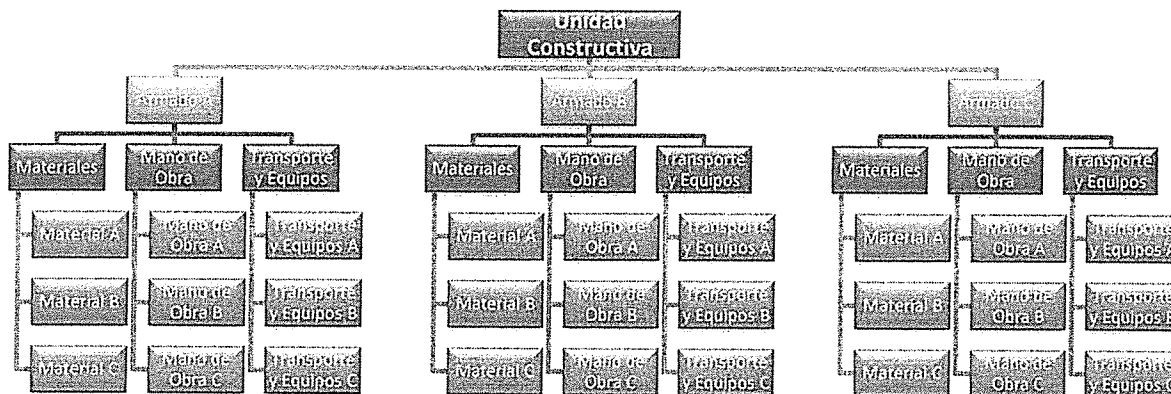 Unidad
Constructiva
Armado
Armado B
Armado
Materiales
Mano de
Obra
Transporte
y Equipos
Materiales
Mano de
Obra
Transporte
y Equipos
Materiales
Mano de
Obra
Transporte
y Equipos
Material A
Mano de
Obra A
Transporte
y Equipos A
Material A
Mano de
Obra A
Transporte
y Equipos A
Material A
Mano de
Obra A
Transporte
y Equipos A
Material B
Mano de
Obra B
Transporte
y Equipos B
Material B
Mano de
Obra B
Transporte
y Equipos B
Material B
Mano de
Obra B
Transporte
y Equipos B
Material C
Mano de
Obra C
Transporte
y Equipos C
Material C
Mano de
Obra C
Transporte
y Equipos C
Material C
Mano de
Obra C
Transporte
y Equipos C